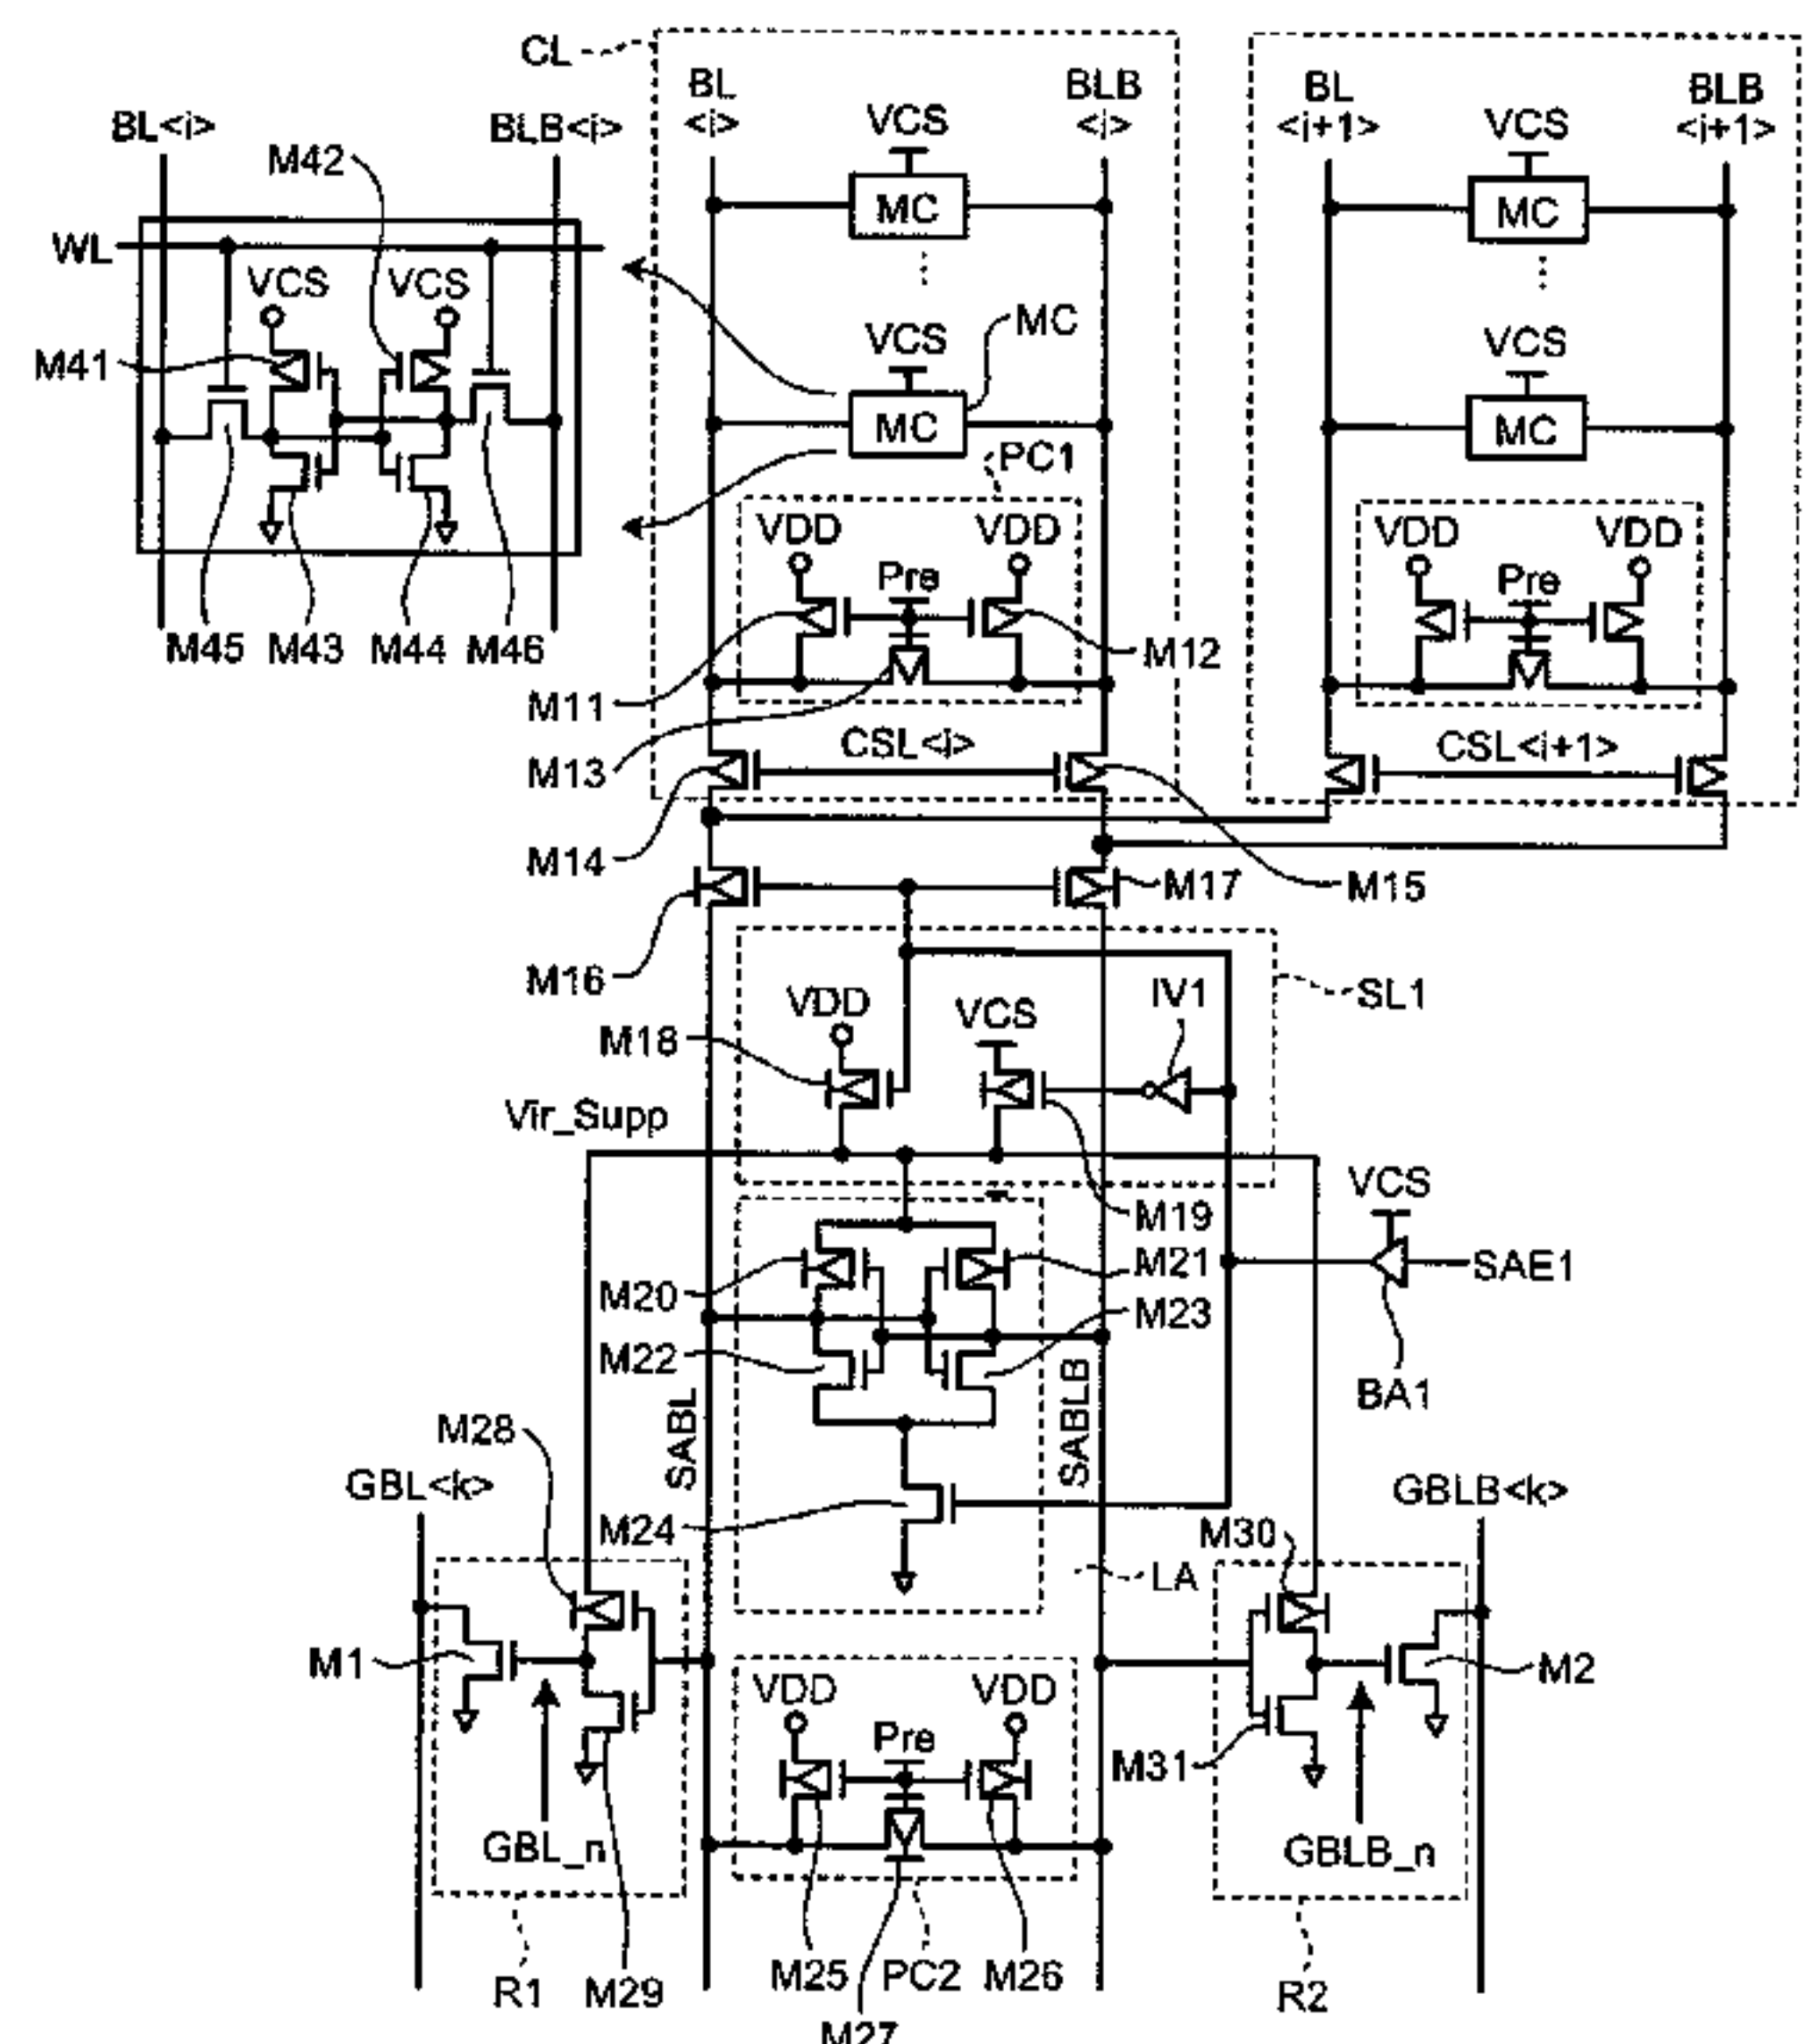 CL
BL<i>
BLB<i>
M42
WL
VCS
VCS
M41
M45
M43
M44
M46
BL
<i>
BLB
<i>
VCS
MC
VCS
MC
MC
PC1
VDD
VDD
Pre
M11
M12
M13
CSL<i>
M14
M15
BL
<i+1>
BLB
<i+1>
VCS
MC
VCS
MC
VDD
VDD
Pre
CSL<i+1>
M16
M17
SL1
VDD
VCS
IV1
M18
Vir_Supp
M19
VCS
SAE1
BA1
M20
M21
M22
M23
SABL
SABLB
M24
LA
M28
GBL<k>
M1
GBL_n
R1
M29
VDD
VDD
Pre
M25
PC2
M26
M27
M30
GBLB<k>
M2
M31
GBLB_n
R2